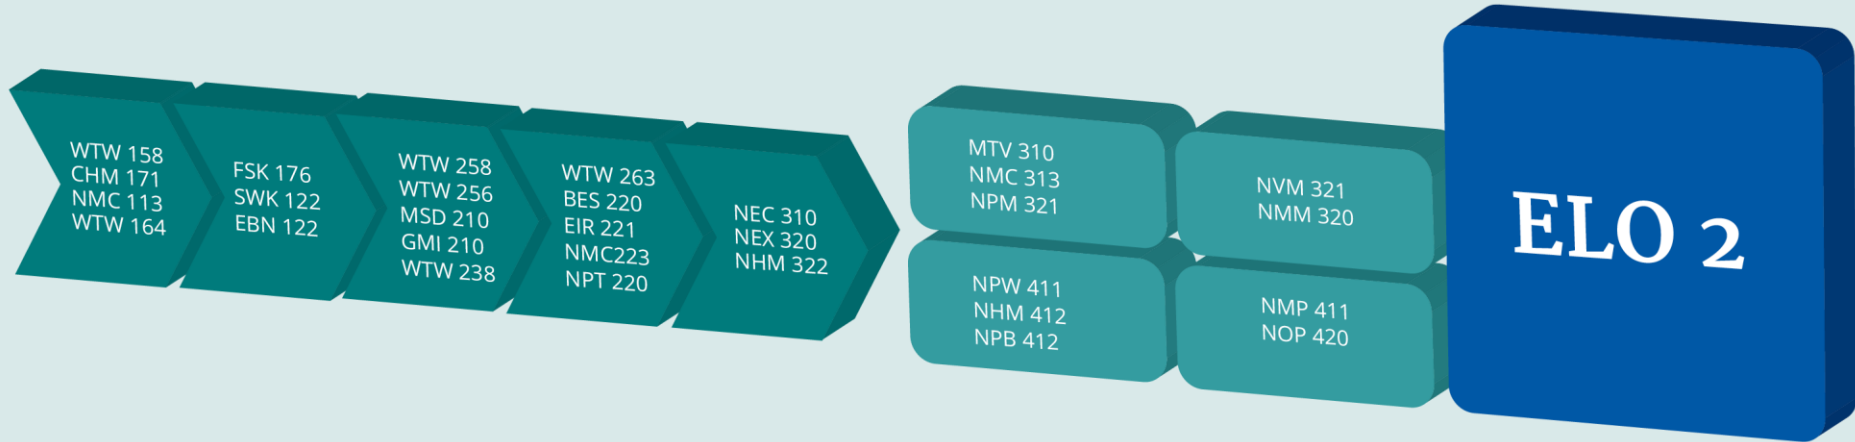 WTW 158
CHM 171
NMC 113
WTW 164
FSK 176
SWK 122
EBN 122
WTW 258
WTW 256
MSD 210
GMI 210
WTW 238
WTW 263
BES 220
EIR 221
NMC223
NPT 220
NEC 310
NEX 320
NHM 322
MTV 310
NMC 313
NPM 321
NVM 321
NMM 320
NPW 411
NHM 412
NPB 412
NMP 411
NOP 420
ELO 2